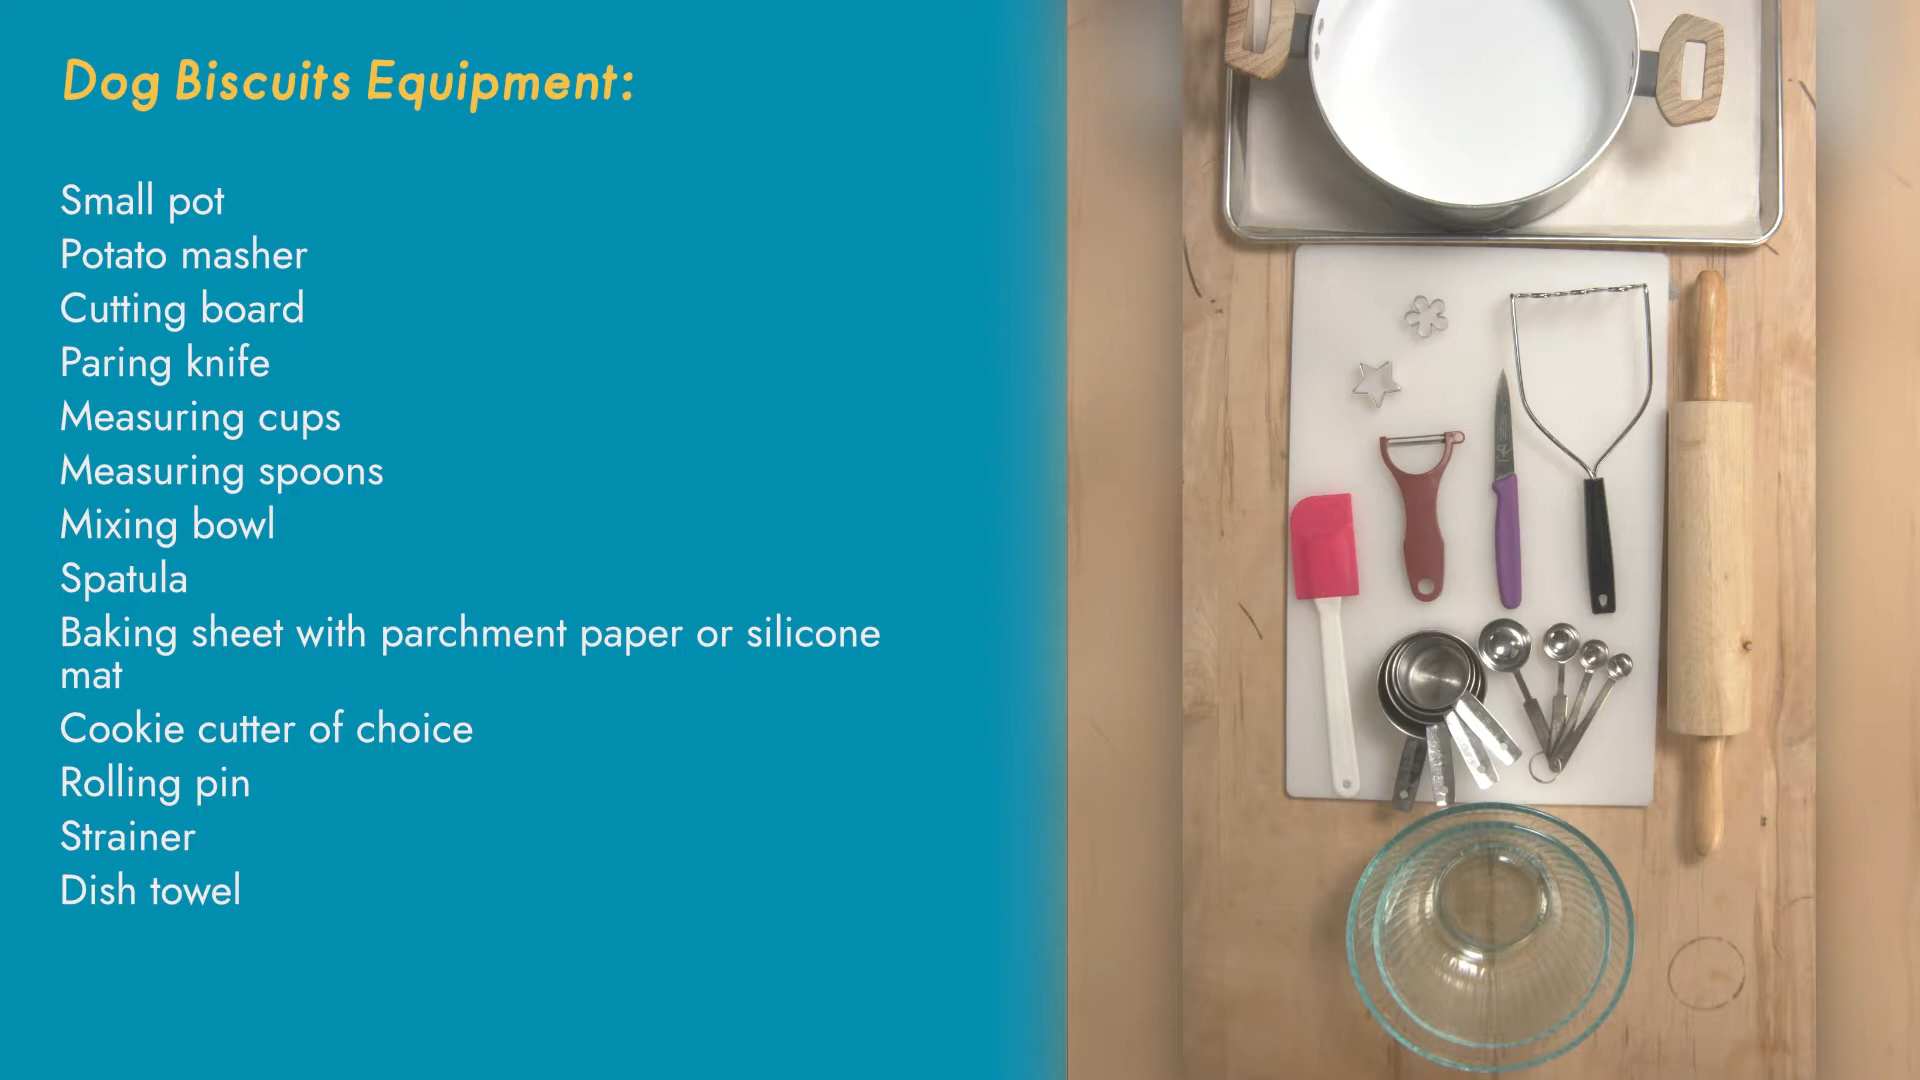 Dog Biscuits Equipment:
Small pot
Potato masher
Cutting board
Paring knife
Measuring cups
Measuring spoons
Mixing bowl
Spatula
Baking sheet with parchment paper or silicone
mat
Cookie cutter of choice
Rolling pin
Strainer
Dish towel